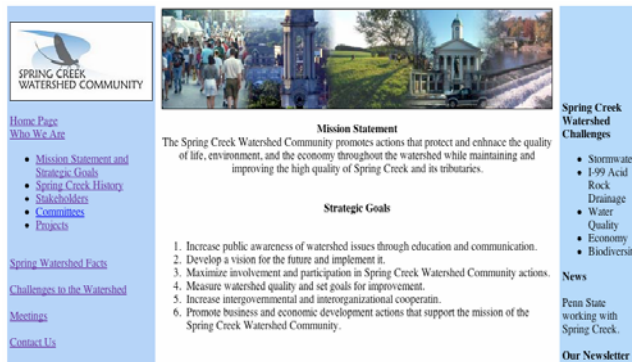 SPRING CREEK
WATERSHED COMMUNITY
Home Page
Who We Are
Mission Statement and
Strategic Goals
Spring Creek History
Stakeholders
Committees
Projects
Spring Watershed Facts
Challenges to the Watershed
Meetings
Contact Us
Mission Statement
The Spring Creek Watershed Community promotes actions that protect and enhnace the quality
of life, environment, and the economy throughout the watershed while maintaining and
improving the high quality of Spring Creek and its tributaries.
Strategic Goals
1. Increase public awareness of watershed issues through education and communication.
2. Develop a vision for the future and implement it.
3. Maximize involvement and participation in Spring Creek Watershed Community actions.
4. Measure watershed quality and set goals for improvement.
5. Increase intergovernmental and interorganizational cooperatin.
6. Promote business and economic development actions that support the mission of the
Spring Creek Watershed Community.
Spring Creek
Watershed
Challenges
Stormwate
I-99 Acid
Rock
Drainage
Water
Quality
Economy
Biodiversit
News
Penn State
working with
Spring Creek.
Our Newsletter